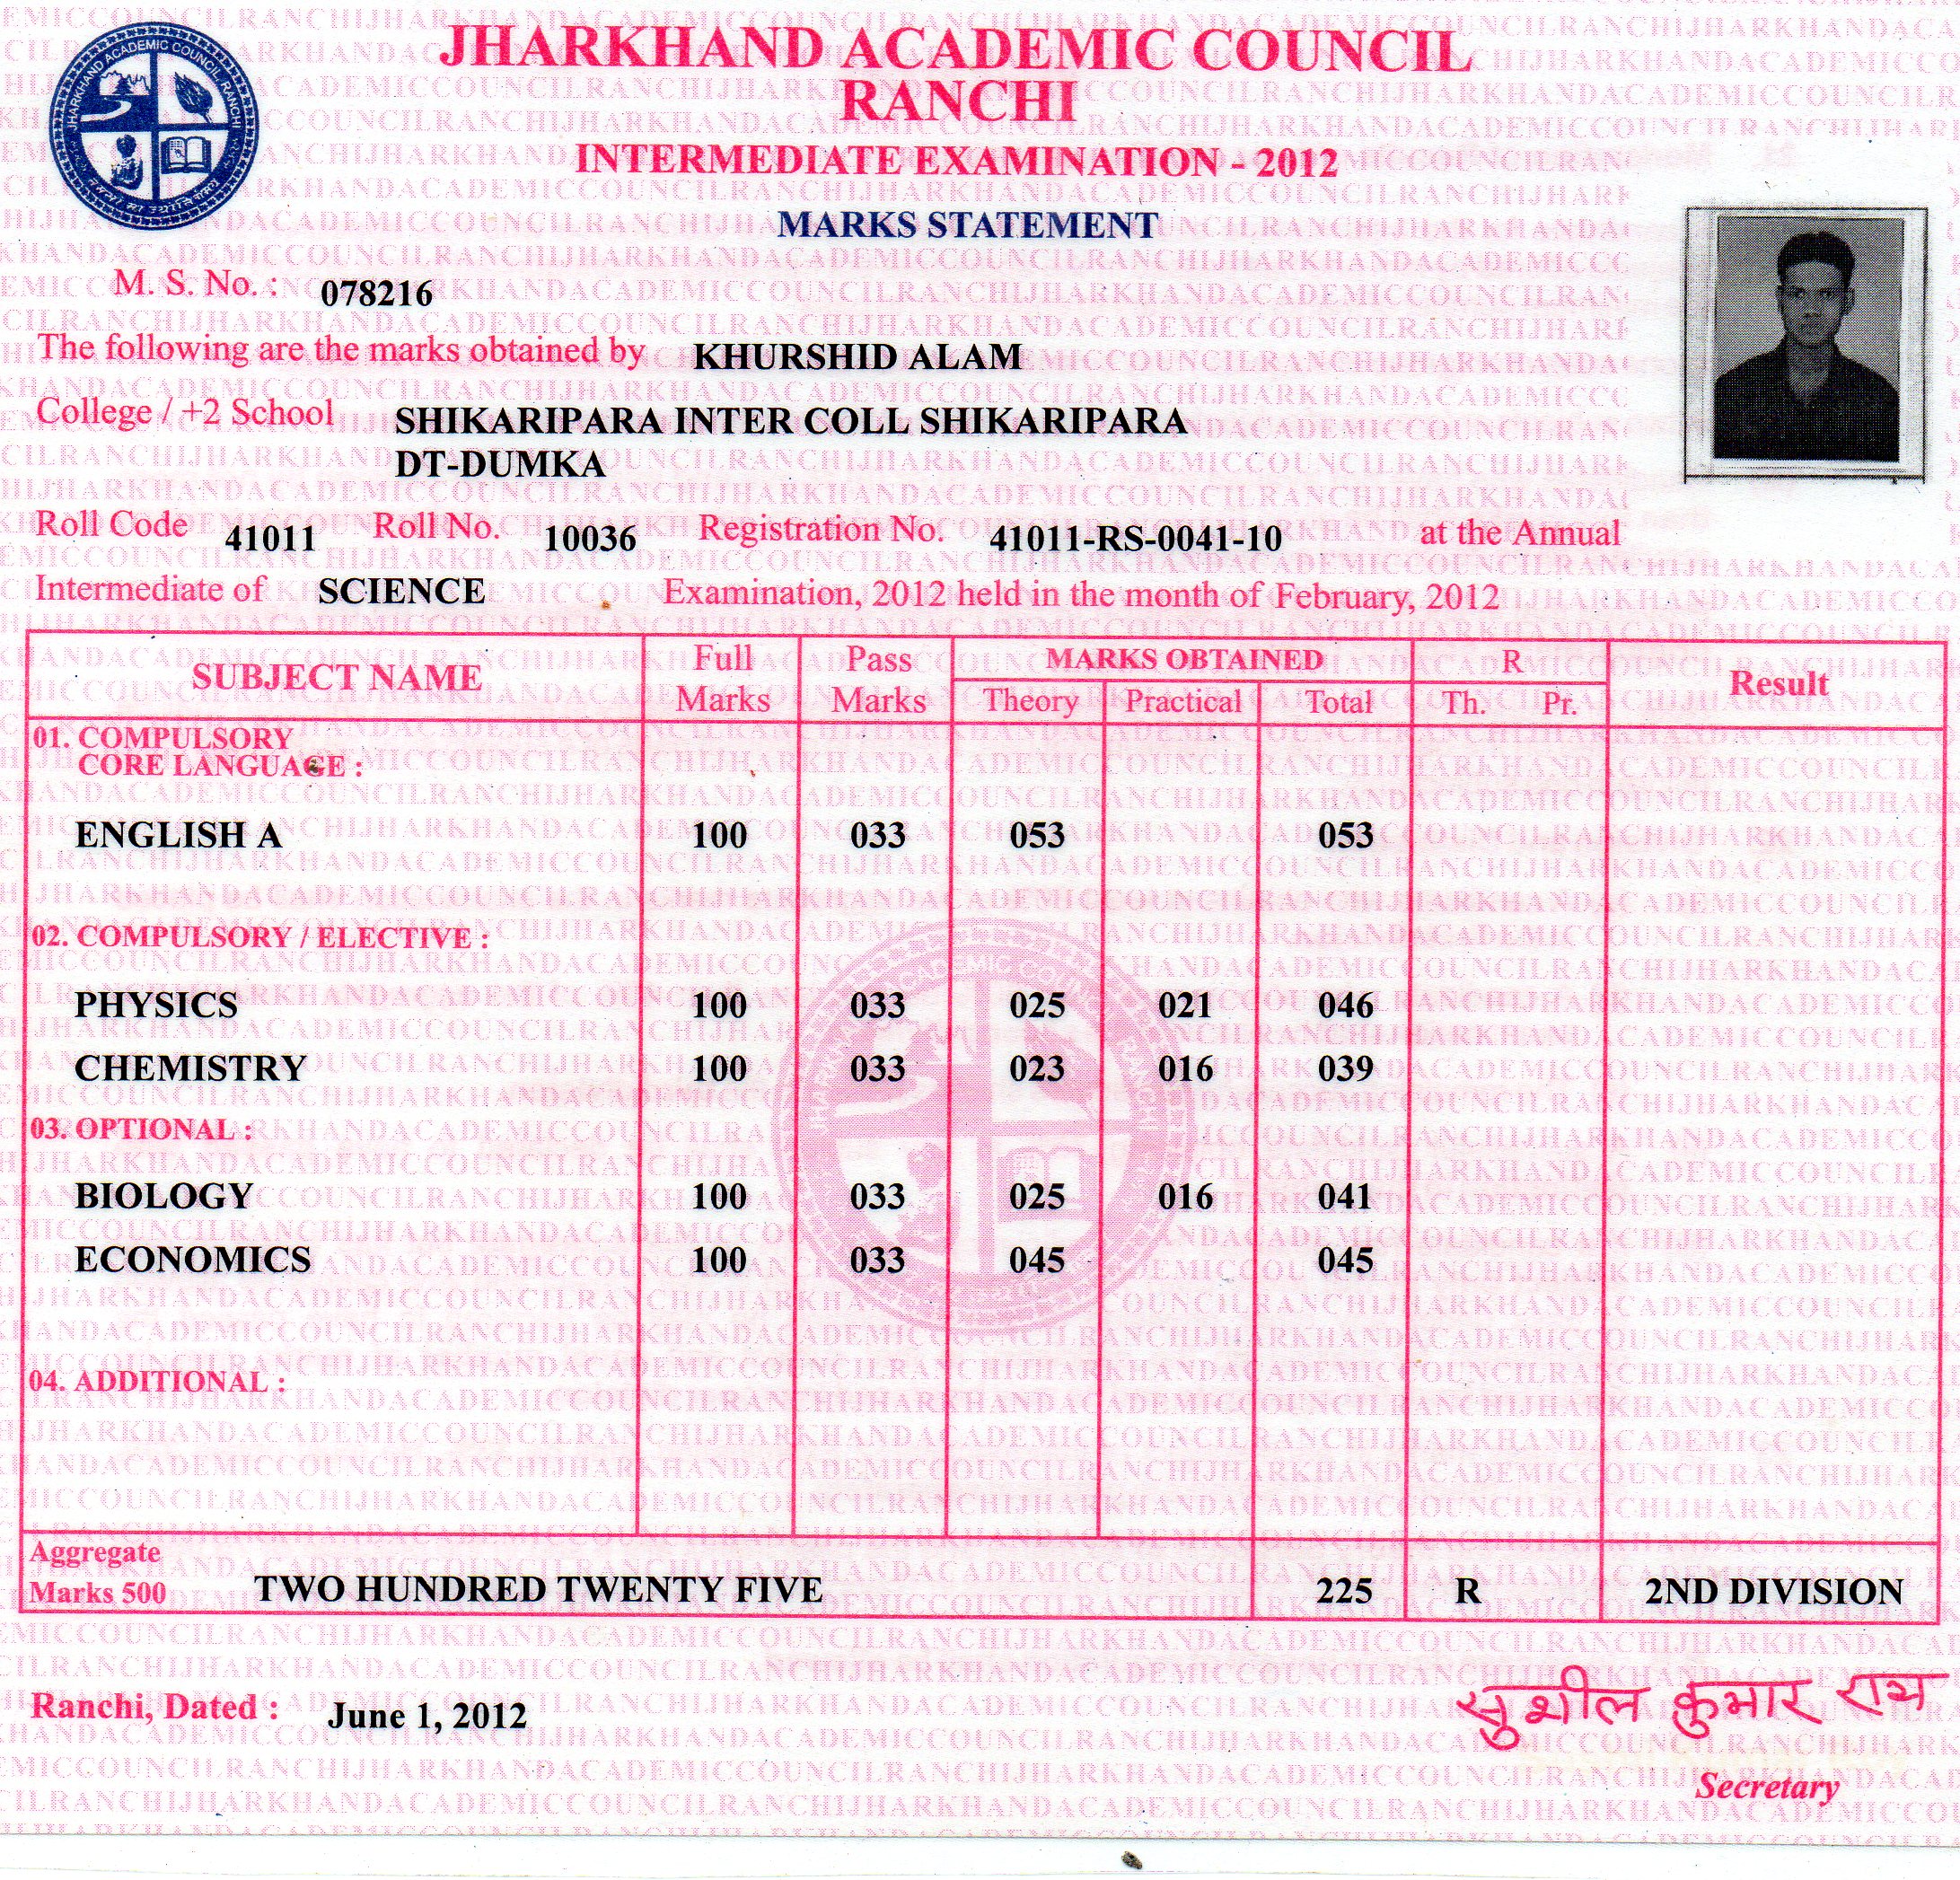 JHARKHAND ACADEMIC COUNCIL
RANCHI
INTERMEDIATE EXAMINATION - 2012
MARKS STATEMENT
JHARKHAND ACADEMIC COUNCIL, RANCHI
M. S. No. : 078216
The following are the marks obtained by KHURSHID ALAM
College / +2 School SHIKARIPARA INTER COLL SHIKARIPARA
DT-DUMKA
Roll Code 41011 Roll No. 10036 Registration No. 41011-RS-0041-10 at the Annual
Intermediate of SCIENCE Examination, 2012 held in the month of February, 2012
SUBJECT NAME Full Marks Pass Marks MARKS OBTAINED R Result
Theory Practical Total Th. Pr.
01. COMPULSORY
CORE LANGUAGE :
ENGLISH A 100 033 053 053
02. COMPULSORY / ELECTIVE :
PHYSICS 100 033 025 021 046
CHEMISTRY 100 033 023 016 039
03. OPTIONAL :
BIOLOGY 100 033 025 016 041
ECONOMICS 100 033 045 045
04. ADDITIONAL :
Aggregate
Marks 500 TWO HUNDRED TWENTY FIVE 225 R 2ND DIVISION
Ranchi, Dated : June 1, 2012
सुशील कुमार राय
Secretary